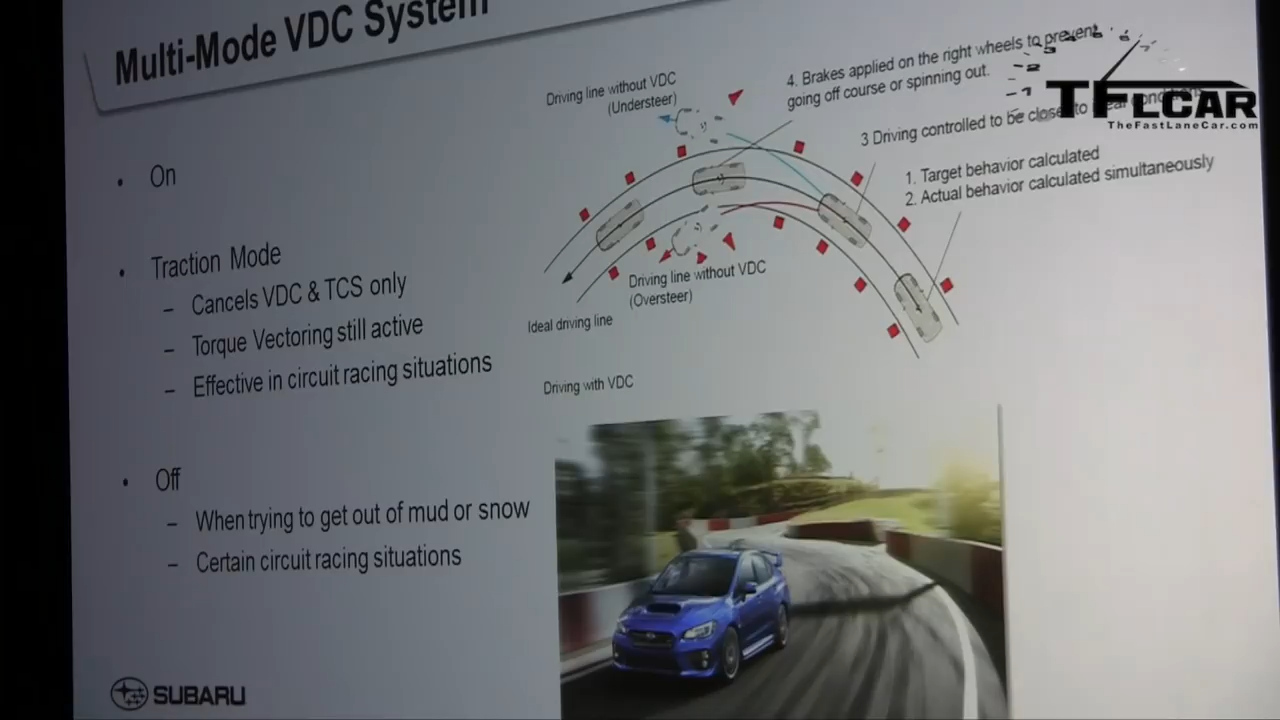 Multi-Mode VDC System
• On
• Traction Mode
– Cancels VDC & TCS only
– Torque Vectoring still active
– Effective in circuit racing situations
• Off
– When trying to get out of mud or snow
– Certain circuit racing situations
SUBARU
Driving line without VDC
(Understeer)
4. Brakes applied on the right wheels to prevent
going off course or spinning out.
3 Driving controlled to be close to
1. Target behavior calculated
2. Actual behavior calculated simultaneously
Driving line without VDC
(Oversteer)
Ideal driving line
Driving with VDC
TFLCAR
TheFastLaneCar.com